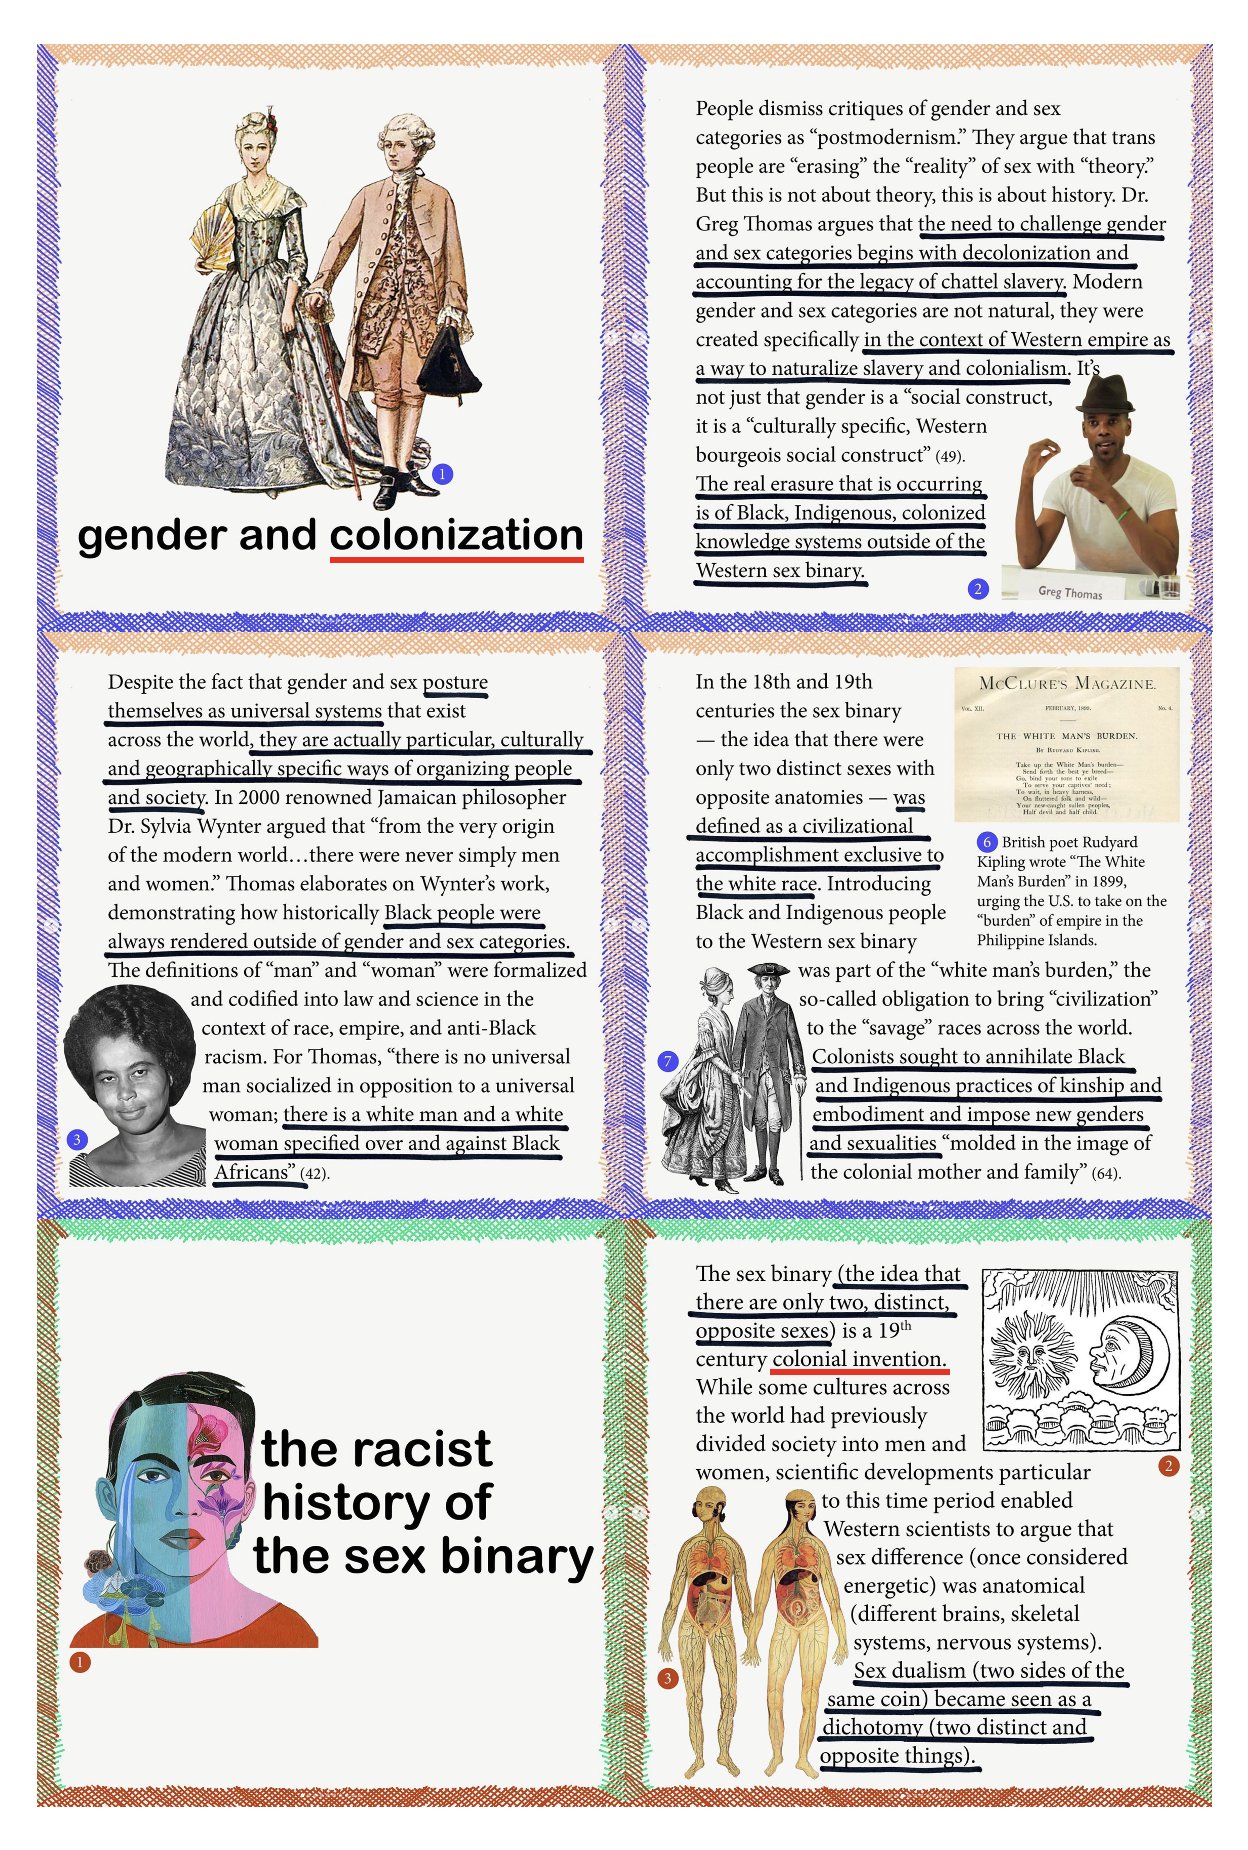 gender and colonization
1
People dismiss critiques of gender and sex
categories as “postmodernism.” They argue that trans
people are “erasing” the “reality” of sex with “theory.”
But this is not about theory, this is about history. Dr.
Greg Thomas argues that the need to challenge gender
and sex categories begins with decolonization and
accounting for the legacy of chattel slavery. Modern
gender and sex categories are not natural, they were
created specifically in the context of Western empire as
a way to naturalize slavery and colonialism. It’s
not just that gender is a “social construct,
it is a “culturally specific, Western
bourgeois social construct” (49).
The real erasure that is occurring
is of Black, Indigenous, colonized
knowledge systems outside of the
Western sex binary.
2
Greg Thomas
Despite the fact that gender and sex posture
themselves as universal systems that exist
across the world, they are actually particular, culturally
and geographically specific ways of organizing people
and society. In 2000 renowned Jamaican philosopher
Dr. Sylvia Wynter argued that “from the very origin
of the modern world…there were never simply men
and women.” Thomas elaborates on Wynter’s work,
demonstrating how historically Black people were
always rendered outside of gender and sex categories.
The definitions of “man” and “woman” were formalized
and codified into law and science in the
context of race, empire, and anti-Black
racism. For Thomas, “there is no universal
man socialized in opposition to a universal
woman; there is a white man and a white
woman specified over and against Black
Africans” (42).
3
In the 18th and 19th
centuries the sex binary
— the idea that there were
only two distinct sexes with
opposite anatomies — was
defined as a civilizational
accomplishment exclusive to
the white race. Introducing
Black and Indigenous people
to the Western sex binary
was part of the “white man’s burden,” the
so-called obligation to bring “civilization”
to the “savage” races across the world.
Colonists sought to annihilate Black
and Indigenous practices of kinship and
embodiment and impose new genders
and sexualities “molded in the image of
the colonial mother and family” (64).
7
McClure's Magazine.
Vol. XII. FEBRUARY, 1899. No. 4.
THE WHITE MAN'S BURDEN.
By Rudyard Kipling.
Take up the White Man's burden—
Send forth the best ye breed—
Go, bind your sons to exile
To serve your captives' need;
To wait, in heavy harness,
On fluttered folk and wild—
Your new-caught sullen peoples,
Half devil and half child.
6 British poet Rudyard
Kipling wrote “The White
Man’s Burden” in 1899,
urging the U.S. to take on the
“burden” of empire in the
Philippine Islands.
the racist
history of
the sex binary
1
The sex binary (the idea that
there are only two, distinct,
opposite sexes) is a 19th
century colonial invention.
While some cultures across
the world had previously
divided society into men and
women, scientific developments particular
to this time period enabled
Western scientists to argue that
sex difference (once considered
energetic) was anatomical
(different brains, skeletal
systems, nervous systems).
Sex dualism (two sides of the
same coin) became seen as a
dichotomy (two distinct and
opposite things).
2
3